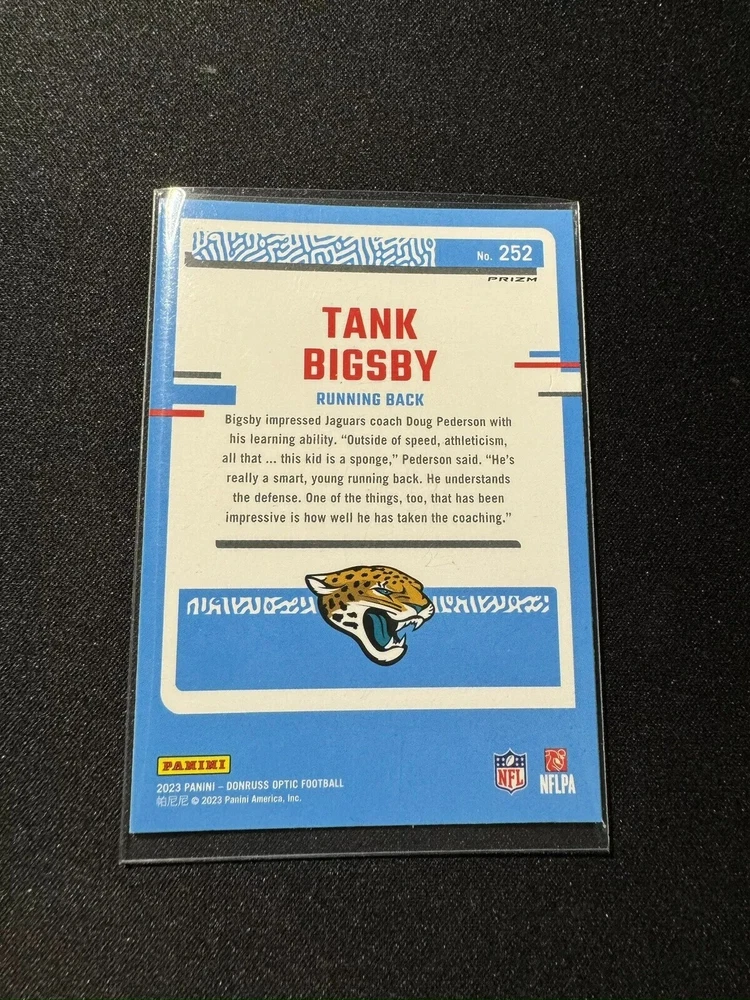 No. 252
PRIZM
TANK
BIGSBY
RUNNING BACK
Bigsby impressed Jaguars coach Doug Pederson with
his learning ability. “Outside of speed, athleticism,
all that ... this kid is a sponge,” Pederson said. “He’s
really a smart, young running back. He understands
the defense. One of the things, too, that has been
impressive is how well he has taken the coaching.”
PANINI
2023 PANINI – DONRUSS OPTIC FOOTBALL
帕尼尼 © 2023 Panini America, Inc.
NFL
NFLPA